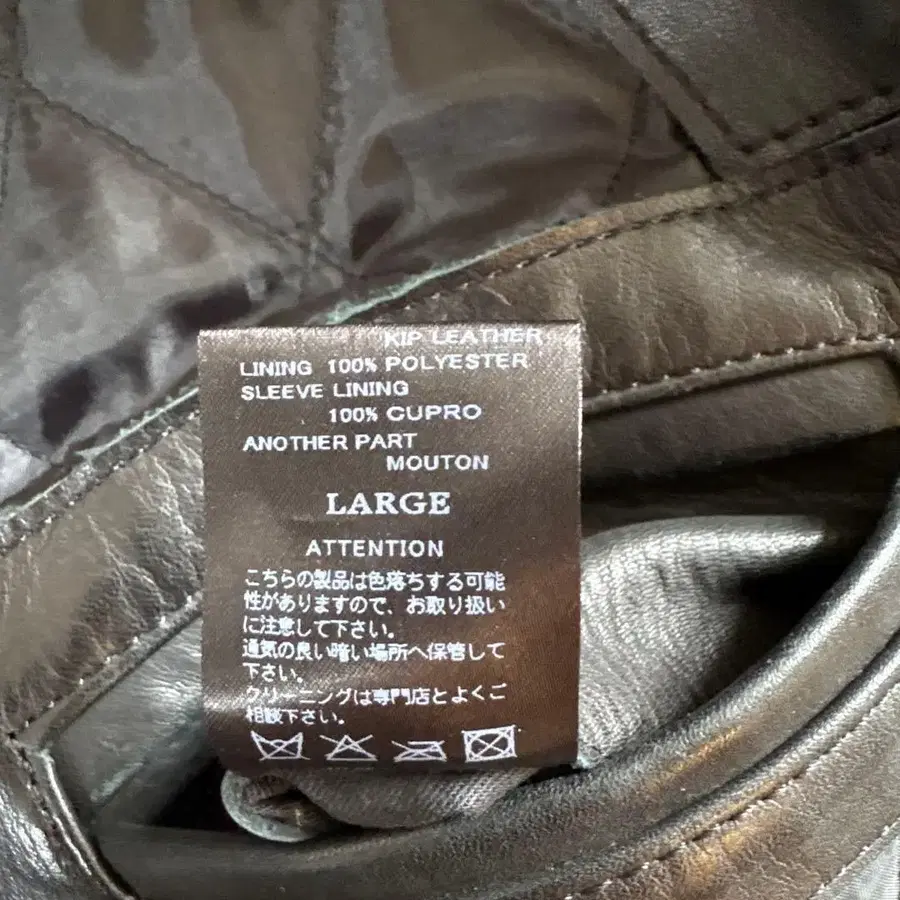 KIP LEATHER
LINING 100% POLYESTER
SLEEVE LINING
100% CUPRO
ANOTHER PART
MOUTON
LARGE
ATTENTION
こちらの製品は色落ちする可能
性がありますので、お取り扱い
に注意して下さい。
通気の良い暗い場所へ保管して
下さい。
クリーニングは専門店とよくご
相談下さい。